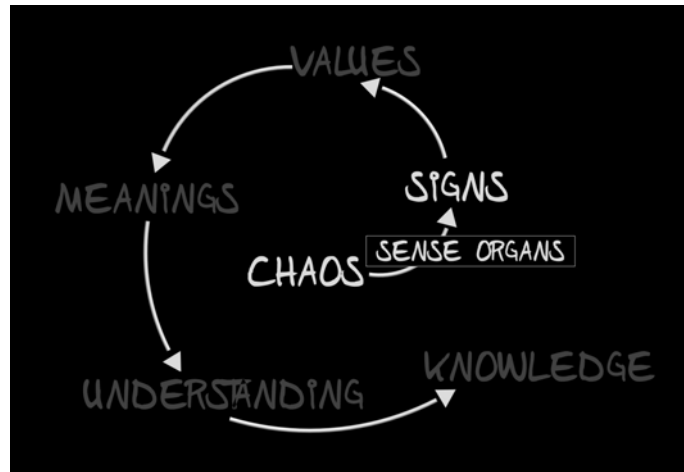 VALUES
SIGNS
MEANINGS
SENSE ORGANS
CHAOS
KNOWLEDGE
UNDERSTANDING